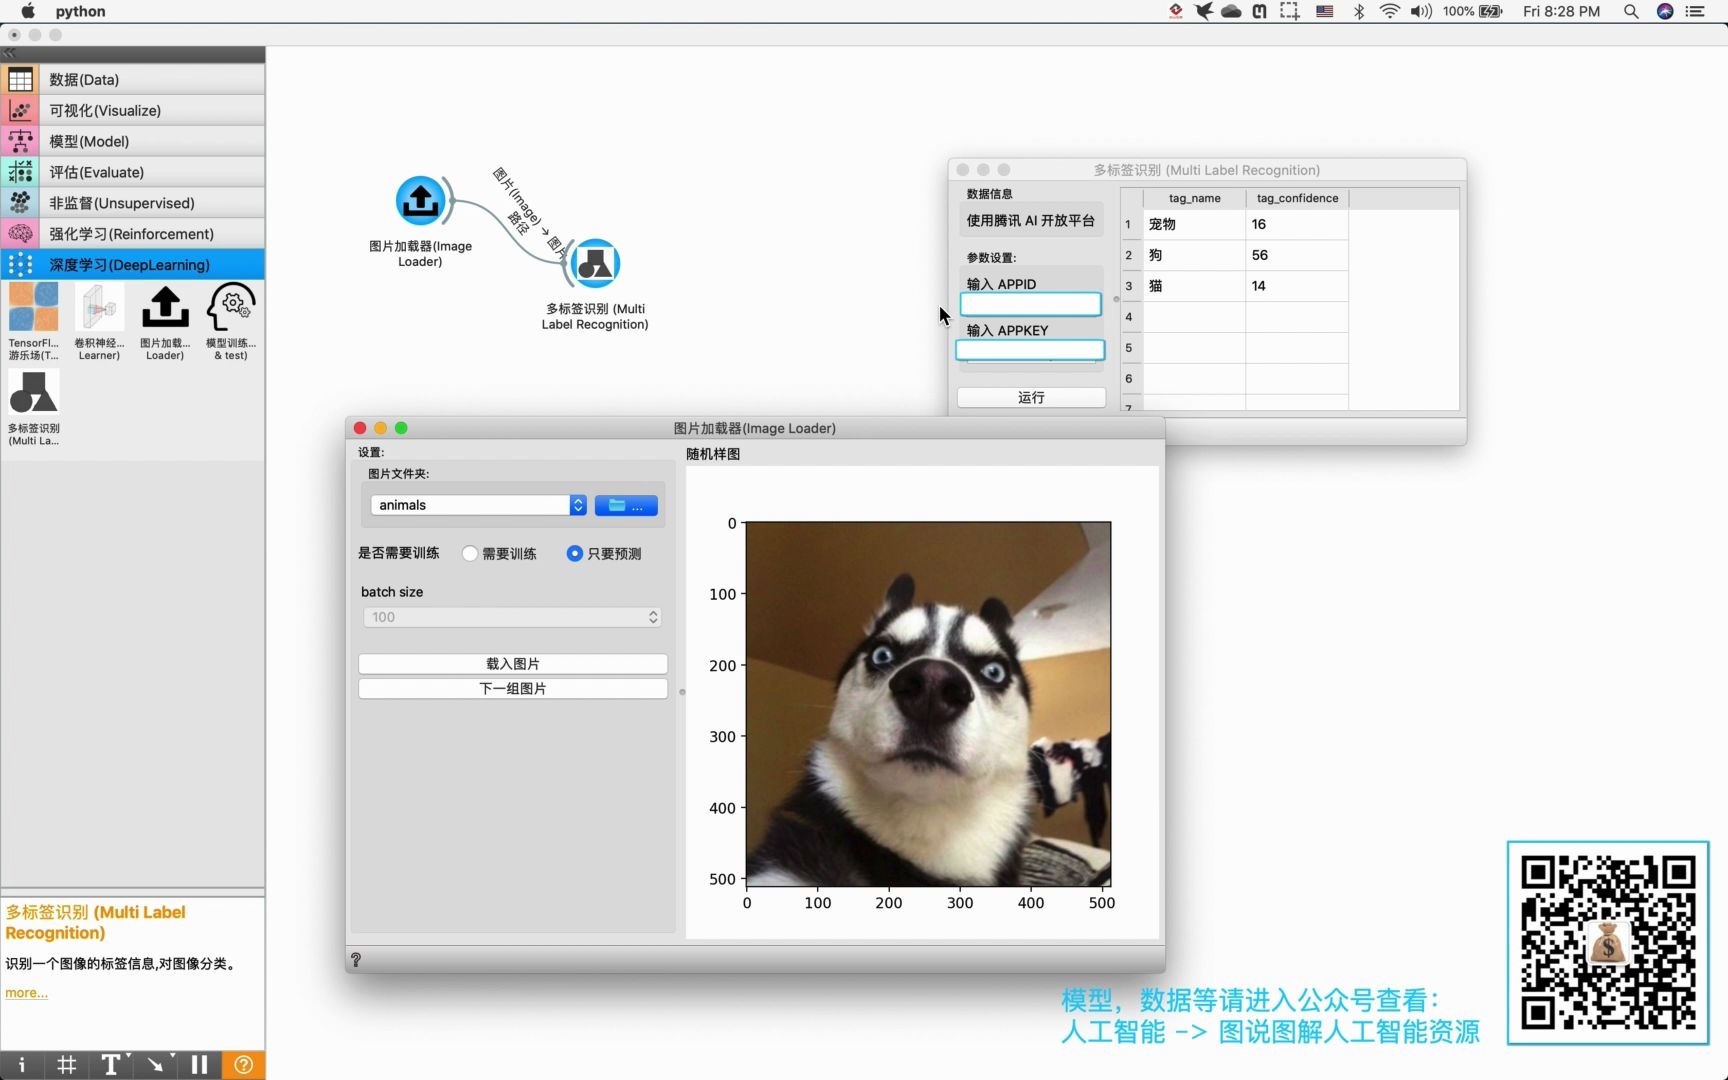 python
100%
Fri 8:28 PM
数据(Data)
可视化(Visualize)
模型(Model)
评估(Evaluate)
非监督(Unsupervised)
强化学习(Reinforcement)
深度学习(DeepLearning)
TensorFl...
游乐场(T...
卷积神经...
Learner)
图片加载...
Loader)
模型训练...
& test)
多标签识别
(Multi La...
图片加载器(Image
Loader)
图片(Image) → 图片
路径
多标签识别 (Multi
Label Recognition)
多标签识别 (Multi Label Recognition)
数据信息
使用腾讯 AI 开放平台
参数设置:
输入 APPID
输入 APPKEY
运行
tag_name tag_confidence
1 宠物 16
2 狗 56
3 猫 14
4
5
6
7
图片加载器(Image Loader)
设置:
图片文件夹:
animals
...
是否需要训练 需要训练 只要预测
batch size
100
载入图片
下一组图片
随机样图
0
100
200
300
400
500
0 100 200 300 400 500
?
多标签识别 (Multi Label
Recognition)
识别一个图像的标签信息,对图像分类。
more...
模型，数据等请进入公众号查看：
人工智能 -> 图说图解人工智能资源